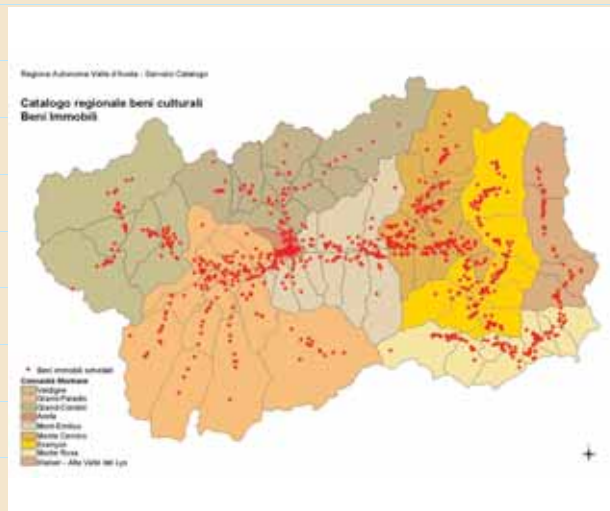 Regione Autonoma Valle d'Aosta - Servizio Catalogo
Catalogo regionale beni culturali
Beni Immobili
Beni immobili schedati
Comunità Montane
Valdigne
Grand-Paradis
Grand-Combin
Aosta
Mont-Emilius
Monte Cervino
Evançon
Monte Rosa
Walser - Alta Valle del Lys